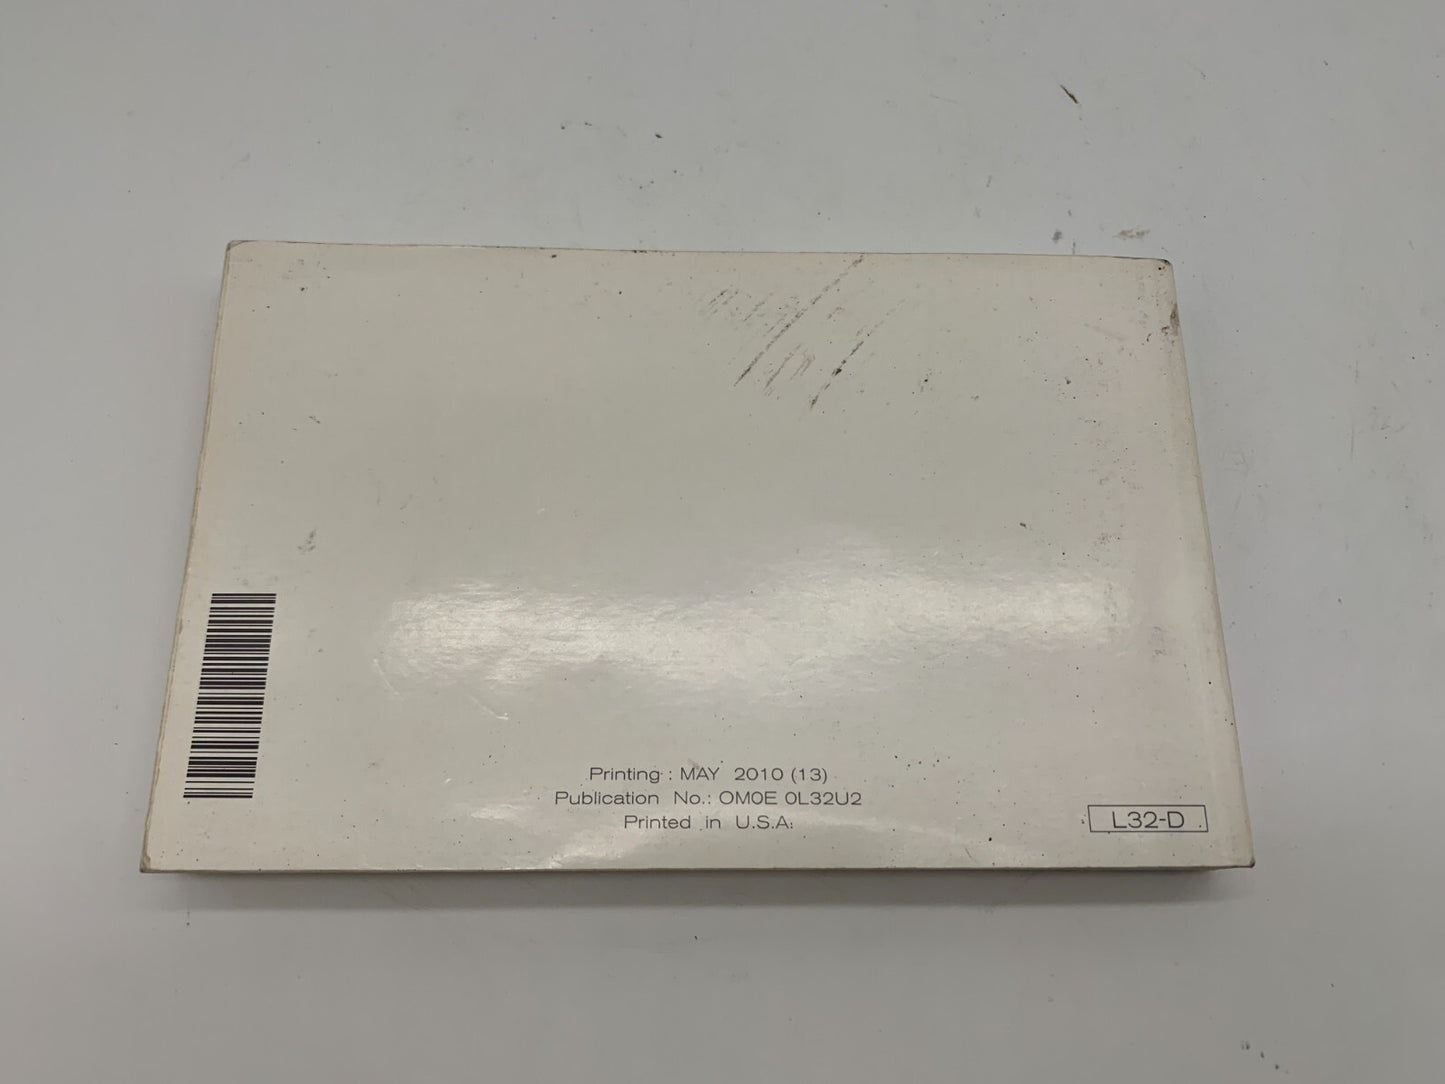 Printing : MAY 2010 (13)
Publication No.: OM0E 0L32U2
Printed in U.S.A.
L32-D